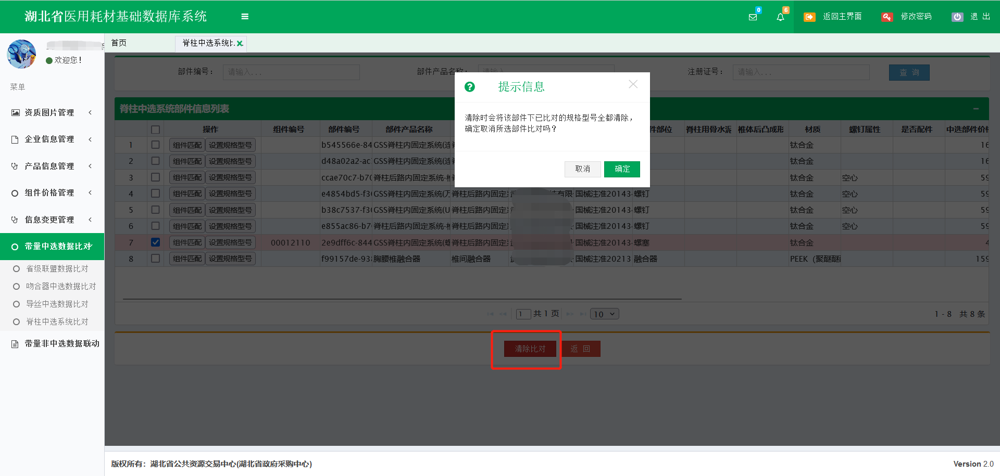 湖北省医用耗材基础数据库系统
0
6
返回主界面
修改密码
退 出
欢迎您！
菜单
资质图片管理
企业信息管理
产品信息管理
组件价格管理
信息变更管理
带量中选数据比对
省级联盟数据比对
吻合器中选数据比对
导丝中选数据比对
脊柱中选系统比对
带量非中选数据联动
首页
脊柱中选系统比
部件编号： 请输入...
部件产品名称： 请输入
注册证号： 请输入...
查 询
脊柱中选系统部件信息列表
操作 组件编号 部件编号 部件产品名称 件部位 脊柱用骨水泥 椎体后凸成形 材质 螺钉属性 是否配件 中选部件价格
1 组件匹配 设置规格型号 b545566e-84 GSS脊柱内固定系统(连 钛合金 16
2 组件匹配 设置规格型号 d48a02a2-ac GSS脊柱内固定系统(连 钛合金 16
3 组件匹配 设置规格型号 ccae70c7-b70 脊柱后路内固定系统-椎 钛合金 空心 59
4 组件匹配 设置规格型号 e4854bd5-f30 GSS脊柱内固定系统(万 脊柱后路内固定系 有限 国械注准201434 螺钉 钛合金 空心 59
5 组件匹配 设置规格型号 b38c7537-f30 GSS脊柱内固定系统(U 脊柱后路内固定系 国械注准201434 螺钉 钛合金 空心 59
6 组件匹配 设置规格型号 e855ac86-b70 脊柱后路内固定系统-椎 脊柱后路内固定系 国械注准201434 螺钉 钛合金 空心 59
7 组件匹配 设置规格型号 00012110 2e9dff6c-844 GSS脊柱内固定系统(螺 脊柱后路内固定系 国械注准201434 螺塞 钛合金 4
8 组件匹配 设置规格型号 f99157de-938 胸腰椎融合器 椎间融合器 国械注准20213 融合器 PEEK（聚醚醚 159
1 共 1 页
10
1 - 8 共 8 条
清除比对
返 回
提示信息
清除时会将该部件下已比对的规格型号全都清除，
确定取消所选部件比对吗？
取消
确定
版权所有：湖北省公共资源交易中心(湖北省政府采购中心)
Version 2.0